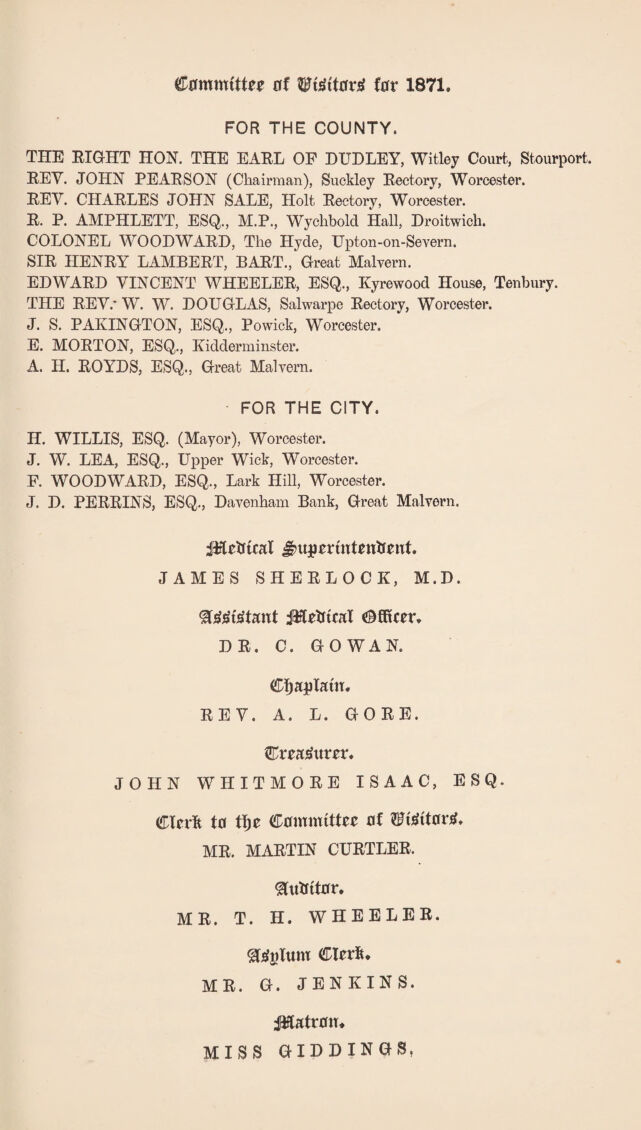 Committee of Visitors for 1871.
FOR THE COUNTY.
THE RIGHT HON. THE EARL OF DUDLEY, Witley Court, Stourport.
REV. JOHN PEARSON (Chairman), Suckley Rectory, Worcester.
REV. CHARLES JOHN SALE, Holt Rectory, Worcester.
R. P. AMPHLETT, ESQ., M.P., Wychbold Hall, Droitwich.
COLONEL WOODWARD, The Hyde, Upton-on-Severn.
SIR HENRY LAMBERT, BART., Great Malvern.
EDWARD VINCENT WHEELER, ESQ., Kyrewood House, Tenbury.
THE REV. W. W. DOUGLAS, Salwarpe Rectory, Worcester.
J. S. PAKINGTON, ESQ., Powick, Worcester.
E. MORTON, ESQ., Kidderminster.
A. H. ROYDS, ESQ., Great Malvern.
FOR THE CITY.
H. WILLIS, ESQ. (Mayor), Worcester.
J. W. LEA, ESQ., Upper Wick, Worcester.
F. WOODWARD, ESQ., Lark Hill, Worcester.
J. D. PERRINS, ESQ., Davenham Bank, Great Malvern.
Medical Superintendent.
JAMES SHERLOCK, M.D.
Assistant Medical Officer.
DR. C. GOWAN.
Chaplain.
REV. A. L. GORE.
Treasurer.
JOHN WHITMORE ISAAC, ESQ.
Clerk to the Committee of Visitors.
MR. MARTIN CURTLER.
Auditor.
MR. T. H. WHEELER.
Asylum Clerk.
MR. G. JENKINS.
Matron.
MISS GIDDINGS,